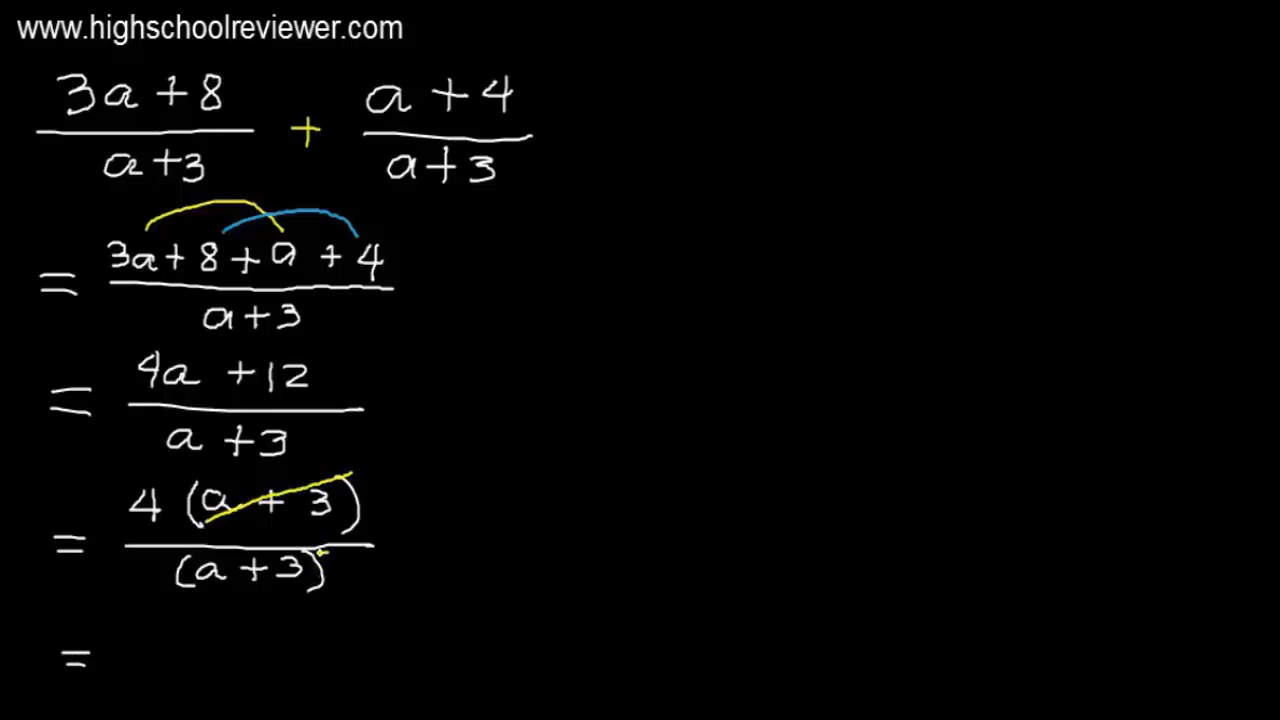 www.highschoolreviewer.com
3a+8 + a+4
a+3 a+3
= 3a+8+a+4
a+3
= 4a+12
a+3
= 4(a+3)
(a+3)
=